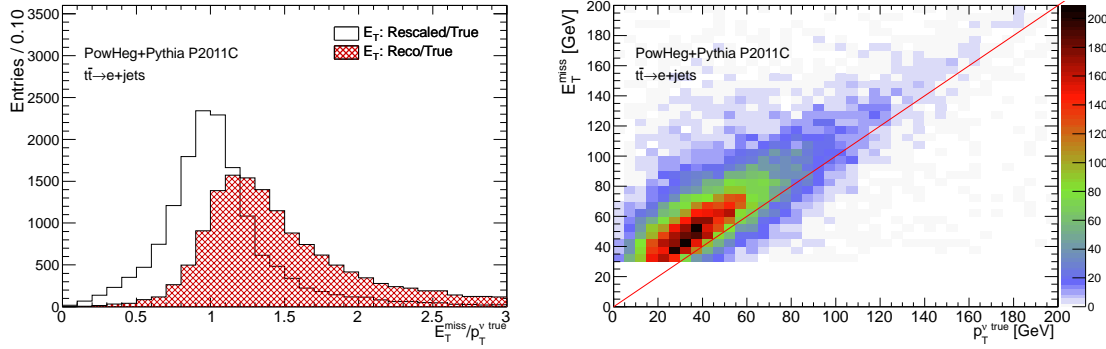 Entries / 0.10
3500
3000
2500
2000
1500
1000
500
0
PowHeg+Pythia P2011C
tt̄→e+jets
E_T: Rescaled/True
E_T: Reco/True
0 0.5 1 1.5 2 2.5 3
E_T^miss/p_T^ν true
E_T^miss [GeV]
200
180
160
140
120
100
80
60
40
20
0
PowHeg+Pythia P2011C
tt̄→e+jets
0 20 40 60 80 100 120 140 160 180 200
p_T^ν true [GeV]
200
180
160
140
120
100
80
60
40
20
0